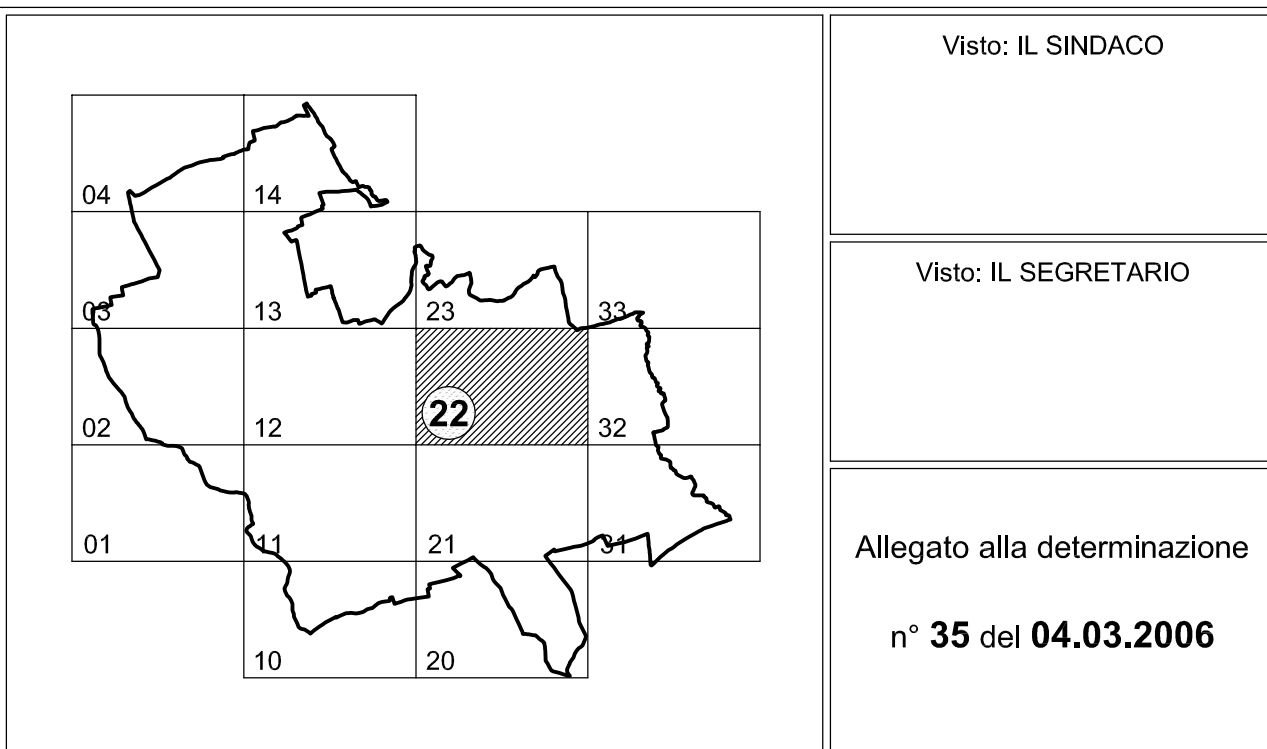 Visto: IL SINDACO
04 14
03 13 23 33
Visto: IL SEGRETARIO
02 12 22 32
01 11 21 31
10 20
Allegato alla determinazione
n° 35 del 04.03.2006